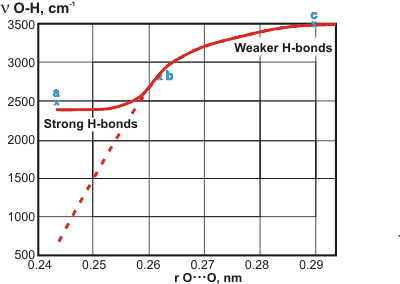 ν O-H, cm⁻¹
3500
c
Weaker H-bonds
3000
b
a
2500
Strong H-bonds
2000
1500
1000
500
0.24 0.25 0.26 0.27 0.28 0.29
r O···O, nm